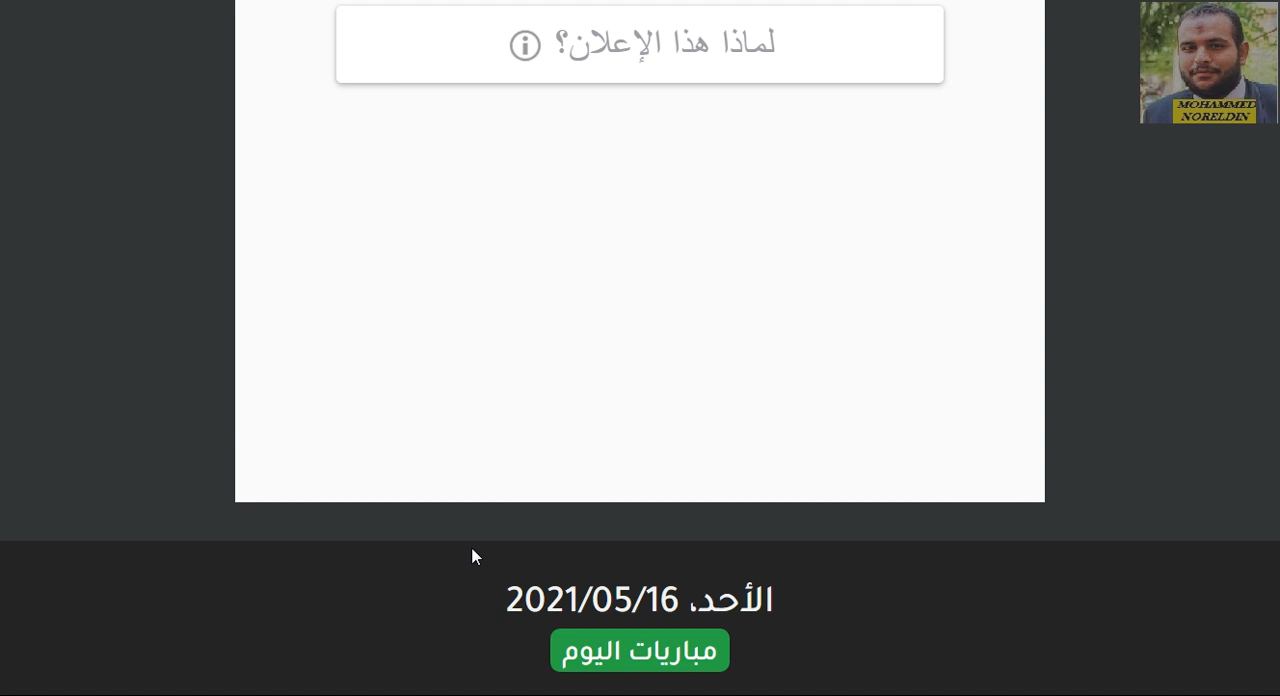 لماذا هذا الإعلان؟
MOHAMMED
NORELDIN
الأحد، 2021/05/16
مباريات اليوم